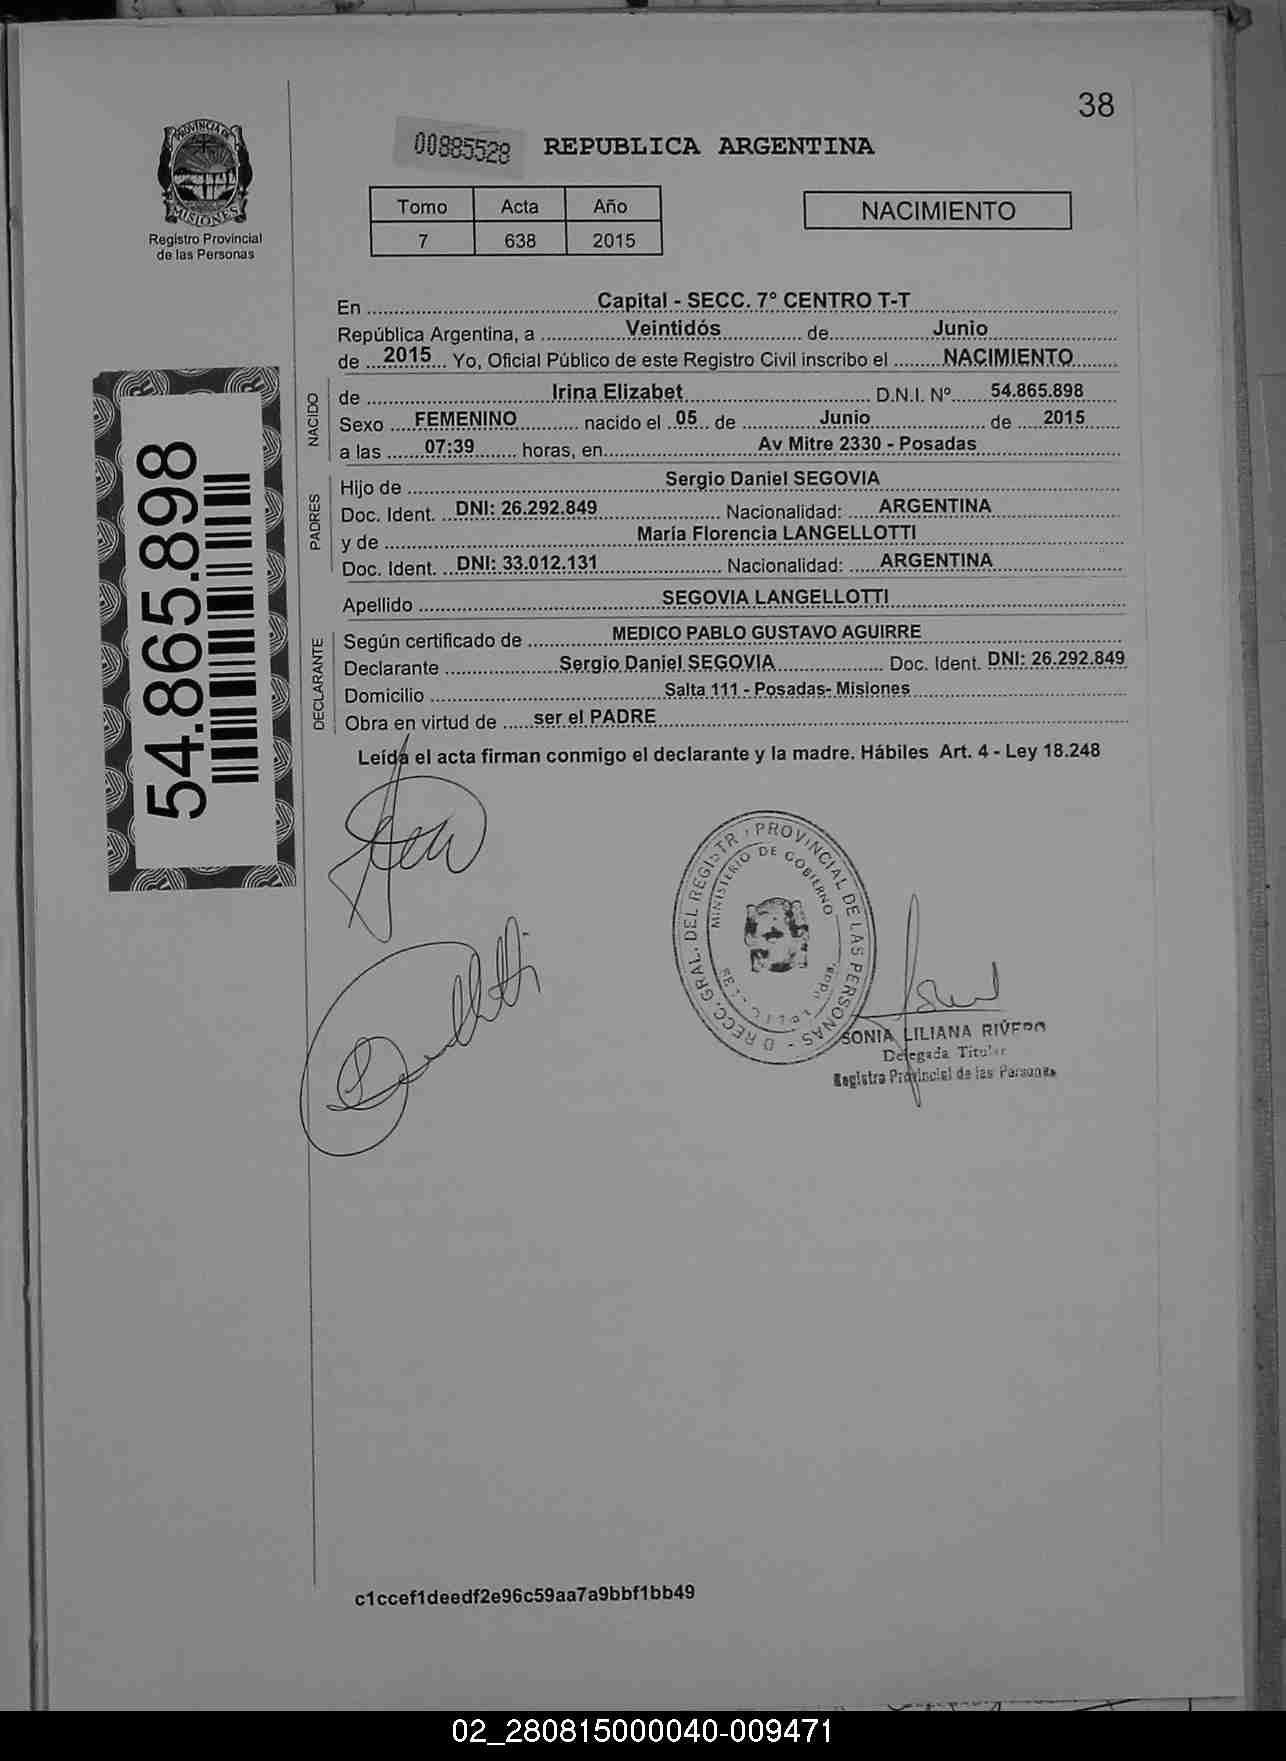 38
PROVINCIA DE
MISIONES
Registro Provincial
de las Personas
00885528 REPUBLICA ARGENTINA
Tomo Acta Año
7 638 2015
NACIMIENTO
En Capital - SECC. 7° CENTRO T-T
República Argentina, a Veintidós de Junio
de 2015 Yo, Oficial Público de este Registro Civil inscribo el NACIMIENTO
NACIDO
de Irina Elizabet D.N.I. Nº 54.865.898
Sexo FEMENINO nacido el 05 de Junio de 2015
a las 07:39 horas, en Av Mitre 2330 - Posadas
PADRES
Hijo de Sergio Daniel SEGOVIA
Doc. Ident. DNI: 26.292.849 Nacionalidad: ARGENTINA
y de María Florencia LANGELLOTTI
Doc. Ident. DNI: 33.012.131 Nacionalidad: ARGENTINA
Apellido SEGOVIA LANGELLOTTI
DECLARANTE
Según certificado de MEDICO PABLO GUSTAVO AGUIRRE
Declarante Sergio Daniel SEGOVIA Doc. Ident. DNI: 26.292.849
Domicilio Salta 111 - Posadas- Misiones
Obra en virtud de ser el PADRE
Leída el acta firman conmigo el declarante y la madre. Hábiles Art. 4 - Ley 18.248
54.865.898
GRAL. DEL REGISTR PROVINCIAL DE LAS PERSONAS
MINISTERIO DE GOBIERNO
SONIA LILIANA RIVERO
Delegada Titular
Registro Provincial de las Personas
c1ccef1deedf2e96c59aa7a9bbf1bb49
02_280815000040-009471